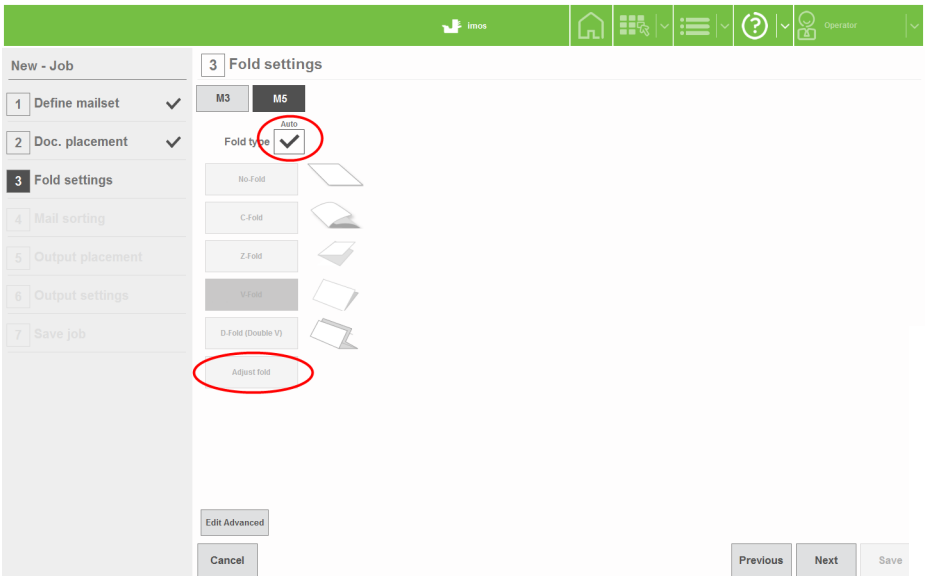 imos
Operator
New - Job
1 Define mailset
2 Doc. placement
3 Fold settings
4 Mail sorting
5 Output placement
6 Output settings
7 Save job
3 Fold settings
M3 M5
Auto
Fold type
No-Fold
C-Fold
Z-Fold
V-Fold
D-Fold (Double V)
Adjust fold
Edit Advanced
Cancel
Previous Next Save